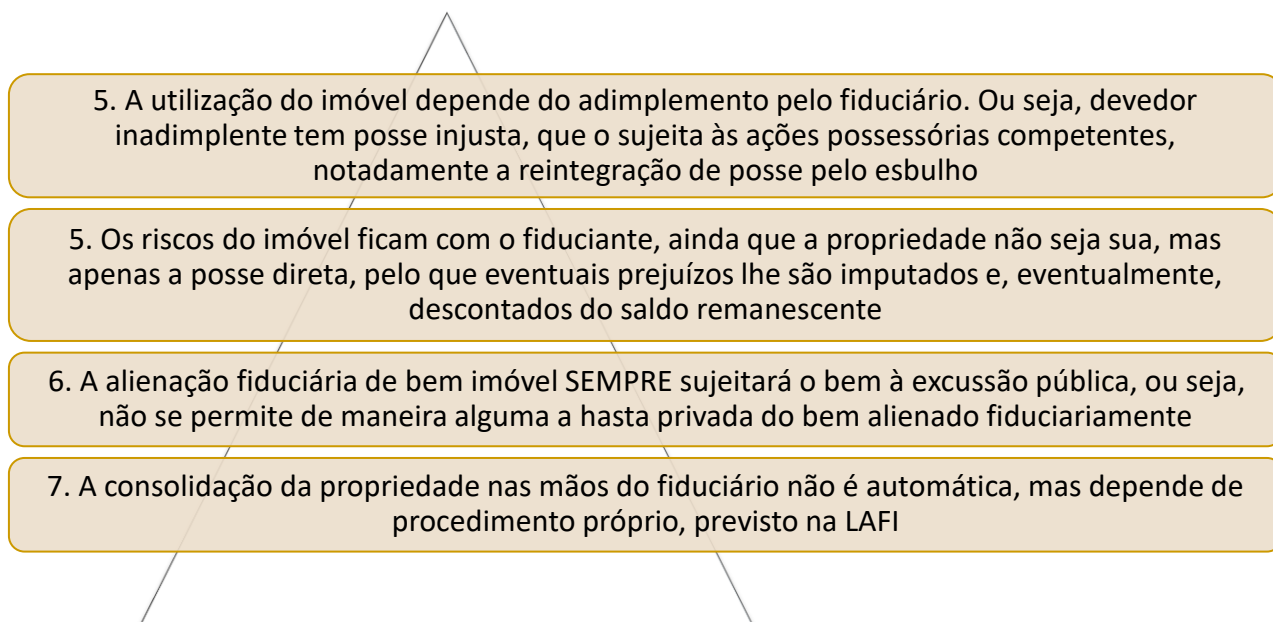 5. A utilização do imóvel depende do adimplemento pelo fiduciário. Ou seja, devedor
inadimplente tem posse injusta, que o sujeita às ações possessórias competentes,
notadamente a reintegração de posse pelo esbulho
5. Os riscos do imóvel ficam com o fiduciante, ainda que a propriedade não seja sua, mas
apenas a posse direta, pelo que eventuais prejuízos lhe são imputados e, eventualmente,
descontados do saldo remanescente
6. A alienação fiduciária de bem imóvel SEMPRE sujeitará o bem à excussão pública, ou seja,
não se permite de maneira alguma a hasta privada do bem alienado fiduciariamente
7. A consolidação da propriedade nas mãos do fiduciário não é automática, mas depende de
procedimento próprio, previsto na LAFI